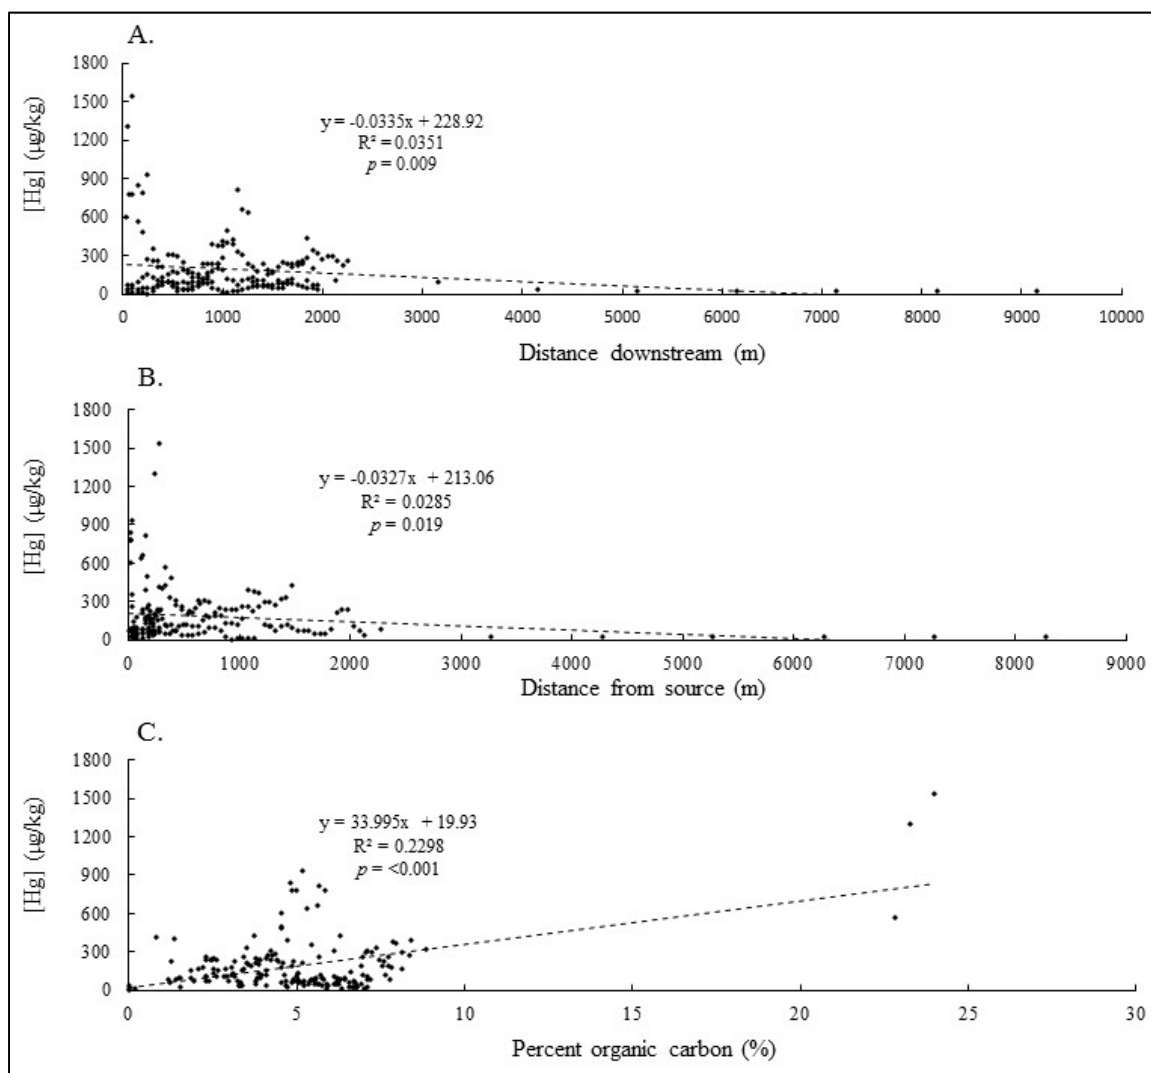 A.
1800
1500
1200
900
600
300
0
[Hg] (µg/kg)
y = -0.0335x + 228.92
R² = 0.0351
p = 0.009
0 1000 2000 3000 4000 5000 6000 7000 8000 9000 10000
Distance downstream (m)
B.
1800
1500
1200
900
600
300
0
[Hg] (µg/kg)
y = -0.0327x + 213.06
R² = 0.0285
p = 0.019
0 1000 2000 3000 4000 5000 6000 7000 8000 9000
Distance from source (m)
C.
1800
1500
1200
900
600
300
0
[Hg] (µg/kg)
y = 33.995x + 19.93
R² = 0.2298
p = <0.001
0 5 10 15 20 25 30
Percent organic carbon (%)